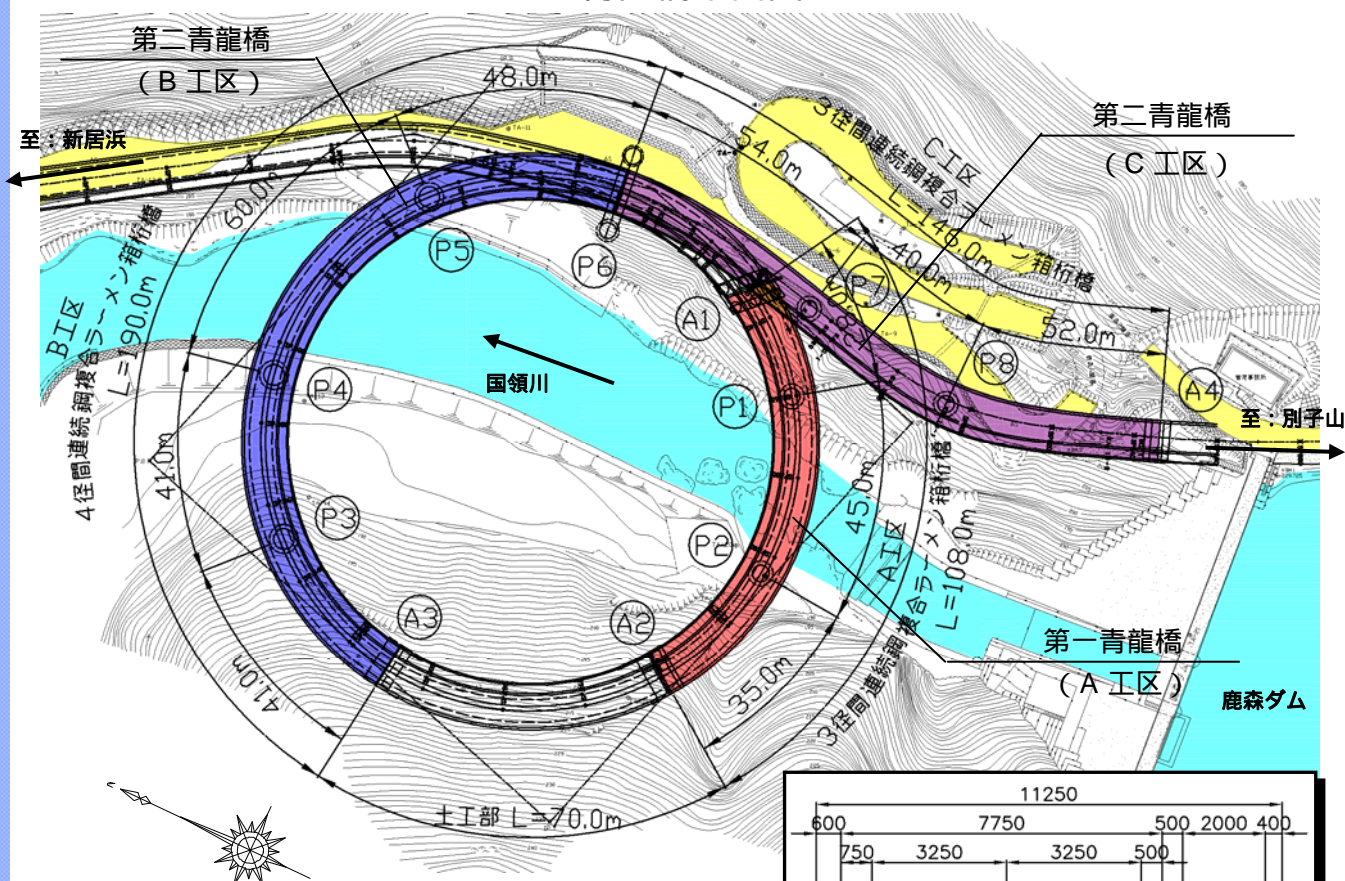 第二青龍橋
（Ｂ工区）
48.0m
第二青龍橋
（Ｃ工区）
至：新居浜
3径間連続鋼複合ラーメン箱桁橋
C工区
L=146.0m
54.0m
60.0m
40.0m
52.0m
P5
P6
P7
P8
A1
A4
B工区
L=190.0m
4径間連続鋼複合ラーメン箱桁橋
国領川
P4
P1
管理事務所
至：別子山
41.0m
45.0m
A工区
L=108.0m
3径間連続鋼複合ラーメン箱桁橋
P3
P2
A3
A2
第一青龍橋
（Ａ工区）
41.0m
35.0m
鹿森ダム
土工部 L=70.0m
11250
600 7750 500 2000 400
750 3250 3250 500